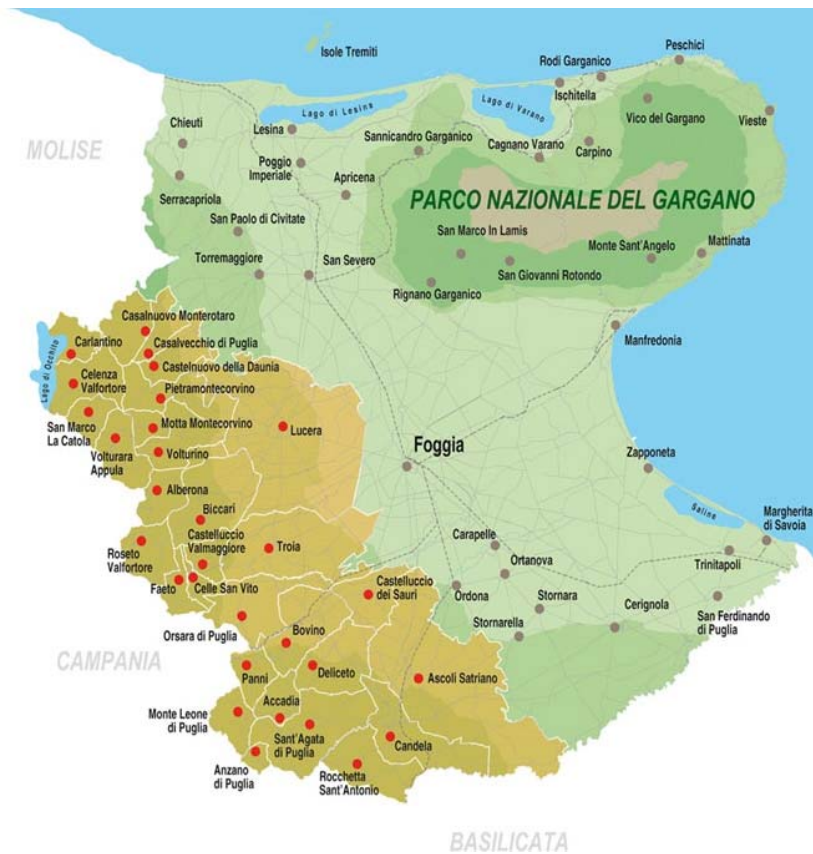 Isole Tremiti
Peschici
Rodi Garganico
Ischitella
Lago di Lesina
Lago di Varano
Vico del Gargano
Vieste
Chieuti
Lesina
Sannicandro Garganico
MOLISE
Cagnano Varano
Carpino
Poggio
Imperiale
Apricena
Serracapriola
PARCO NAZIONALE DEL GARGANO
San Paolo di Civitate
San Marco In Lamis
Monte Sant'Angelo
Mattinata
Torremaggiore
San Severo
San Giovanni Rotondo
Rignano Garganico
Casalnuovo Monterotaro
Manfredonia
Carlantino
Casalvecchio di Puglia
Lago di Occhito
Castelnuovo della Daunia
Celenza
Valfortore
Pietramontecorvino
San Marco
La Catola
Motta Montecorvino
Lucera
Foggia
Volturara
Appula
Volturino
Zapponeta
Alberona
Biccari
Saline
Margherita
di Savoia
Castelluccio
Valmaggiore
Carapelle
Roseto
Valfortore
Troia
Ortanova
Trinitapoli
Faeto
Celle San Vito
Castelluccio
dei Sauri
Ordona
Stornara
Cerignola
San Ferdinando
di Puglia
Stornarella
Orsara di Puglia
Bovino
CAMPANIA
Panni
Deliceto
Ascoli Satriano
Accadia
Monte Leone
di Puglia
Sant'Agata
di Puglia
Candela
Anzano
di Puglia
Rocchetta
Sant'Antonio
BASILICATA